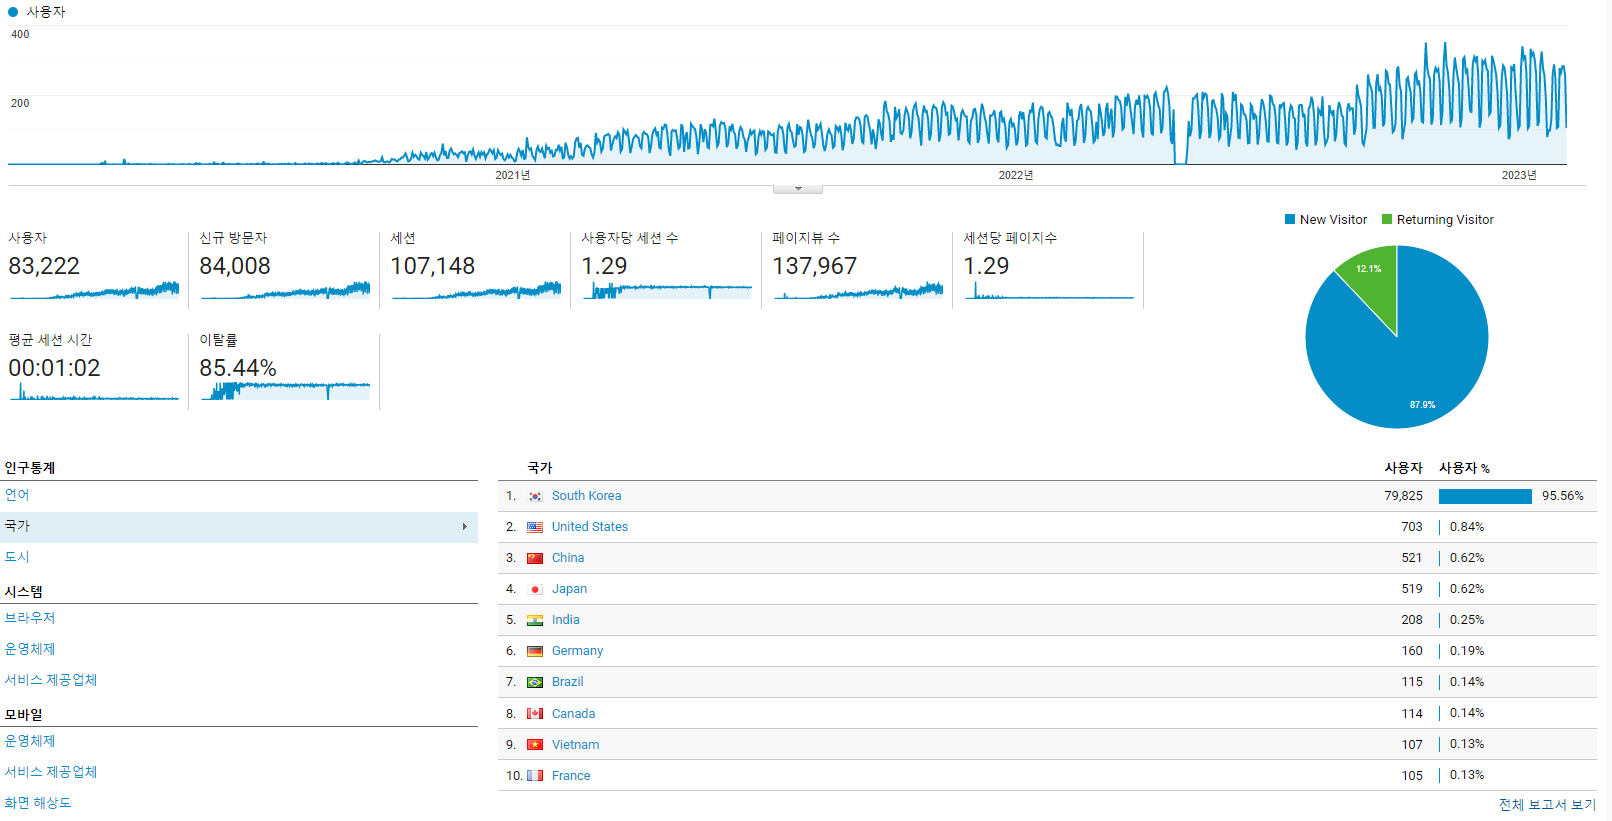 사용자
400
200
2021년
2022년
2023년
New Visitor
Returning Visitor
12.1%
87.9%
사용자
83,222
신규 방문자
84,008
세션
107,148
사용자당 세션 수
1.29
페이지뷰 수
137,967
세션당 페이지수
1.29
평균 세션 시간
00:01:02
이탈률
85.44%
인구통계
언어
국가
도시
시스템
브라우저
운영체제
서비스 제공업체
모바일
운영체제
서비스 제공업체
화면 해상도
국가 사용자 사용자 %
1. South Korea 79,825 95.56%
2. United States 703 0.84%
3. China 521 0.62%
4. Japan 519 0.62%
5. India 208 0.25%
6. Germany 160 0.19%
7. Brazil 115 0.14%
8. Canada 114 0.14%
9. Vietnam 107 0.13%
10. France 105 0.13%
전체 보고서 보기